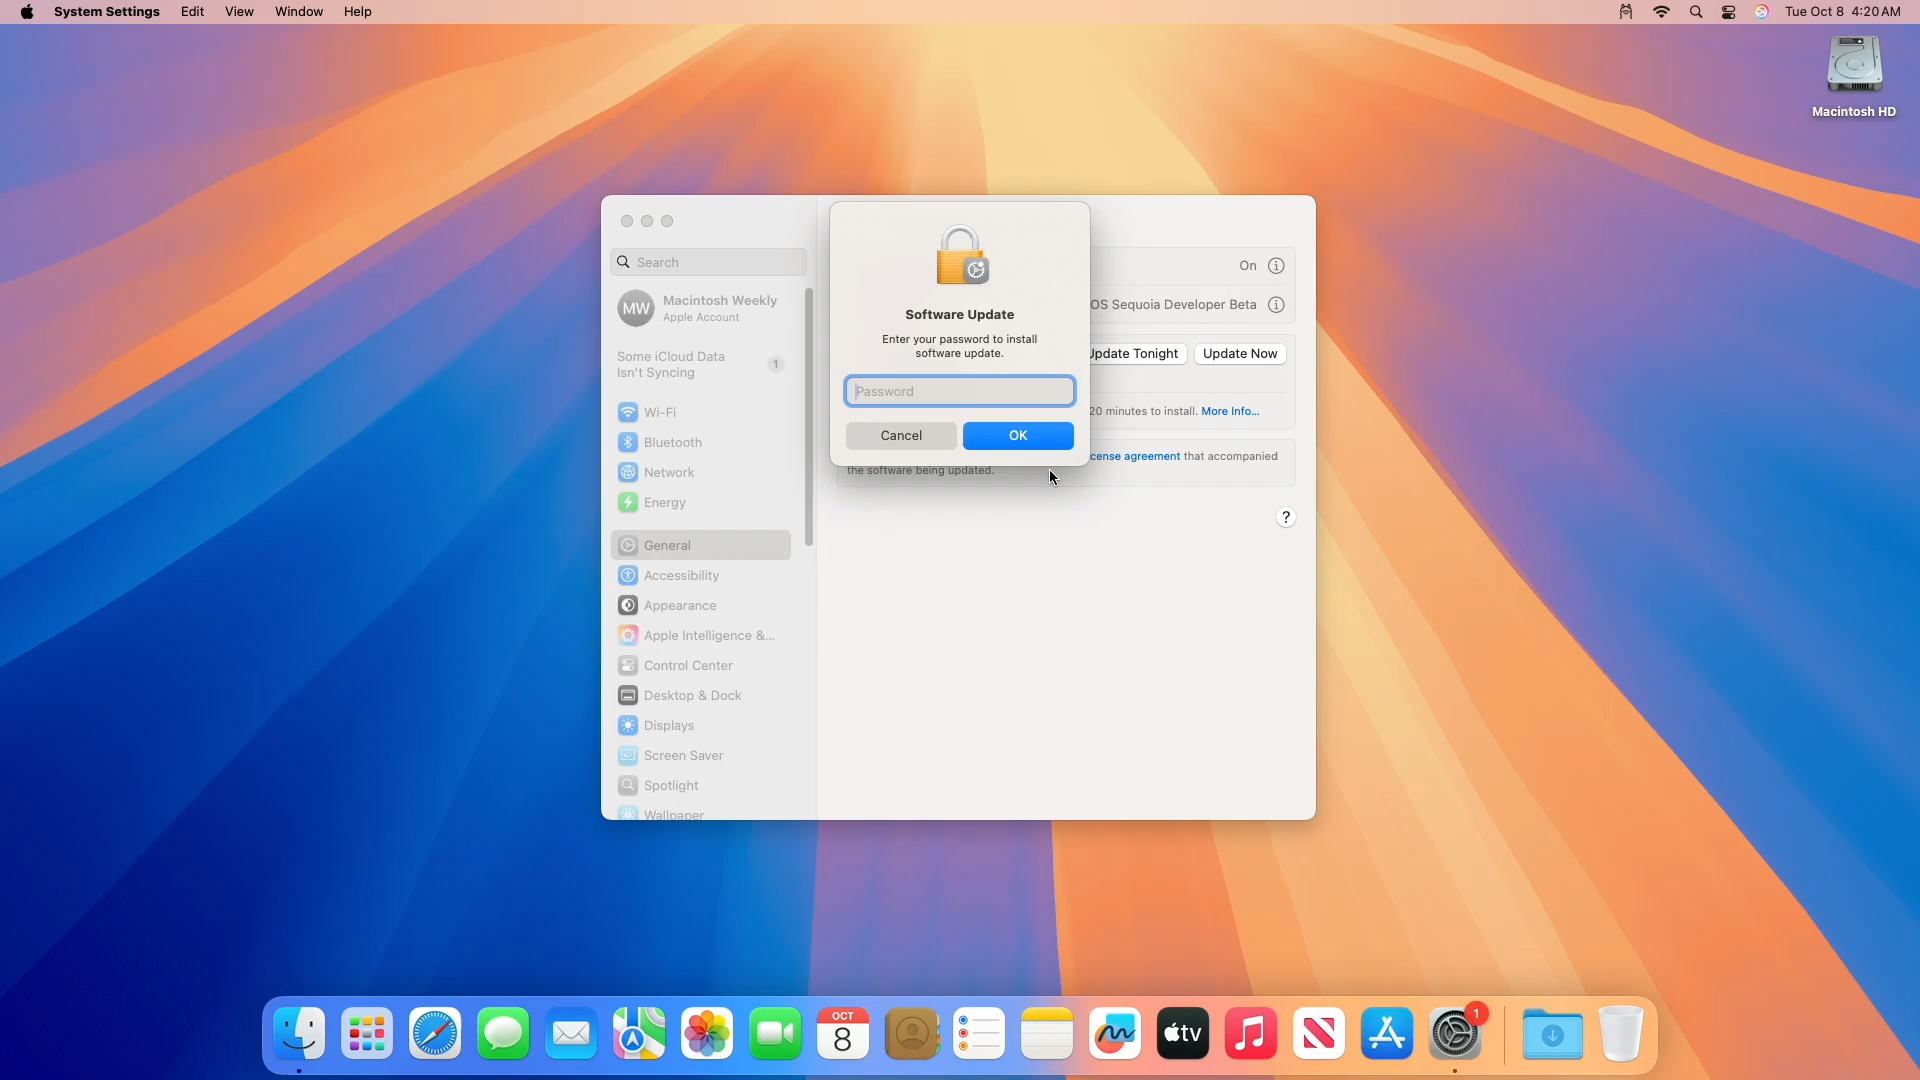 System Settings Edit View Window Help
Tue Oct 8 4:20 AM
Macintosh HD
Search
MW
Macintosh Weekly
Apple Account
Some iCloud Data
Isn't Syncing
1
Wi-Fi
Bluetooth
Network
Energy
General
Accessibility
Appearance
Apple Intelligence &...
Control Center
Desktop & Dock
Displays
Screen Saver
Spotlight
Wallpaper
Software Update
Enter your password to install
software update.
Password
Cancel OK
On
OS Sequoia Developer Beta
Update Tonight Update Now
20 minutes to install. More Info...
cense agreement that accompanied
the software being updated.
?
OCT
8
tv
1